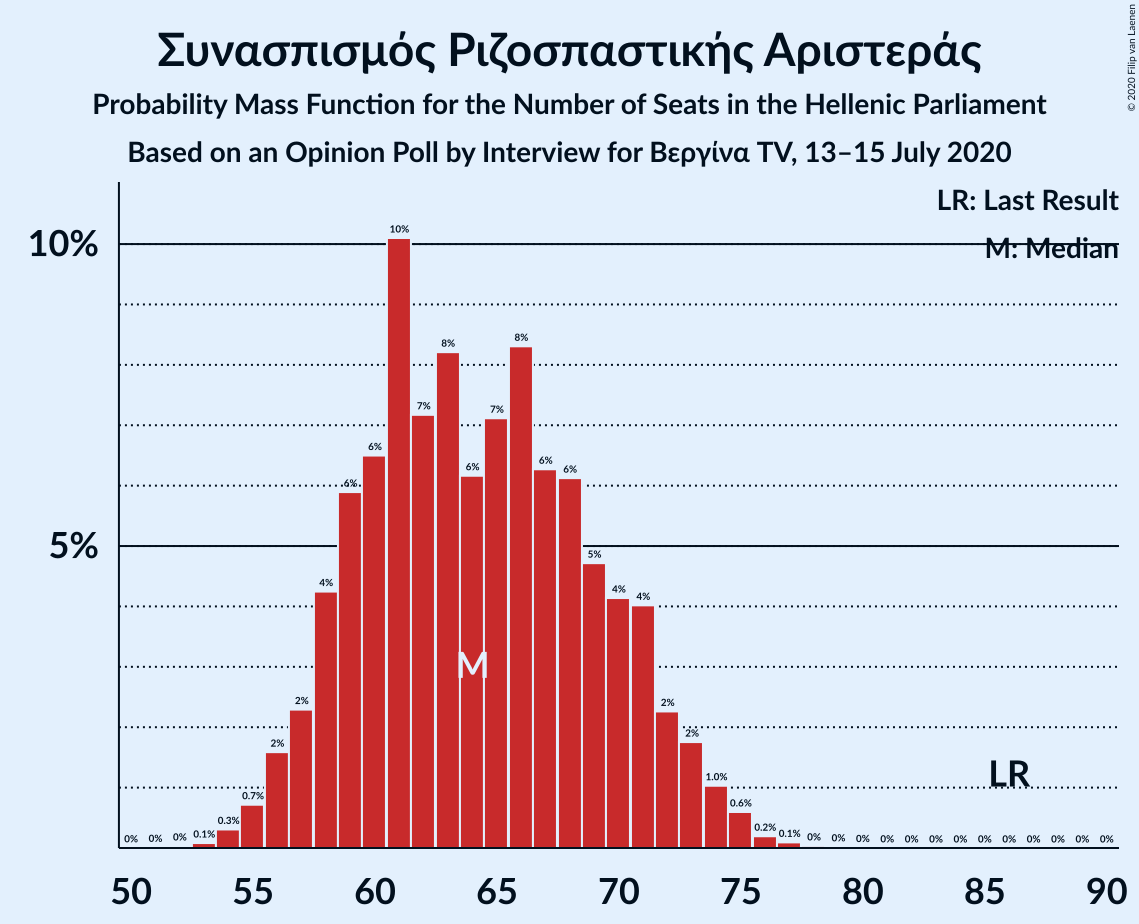 Συνασπισμός Ριζοσπαστικής Αριστεράς
Probability Mass Function for the Number of Seats in the Hellenic Parliament
Based on an Opinion Poll by Interview for Βεργίνα TV, 13–15 July 2020
© 2020 Filip van Laenen
LR: Last Result
M: Median
10%
5%
0% 0% 0% 0.1% 0.3% 0.7% 2% 2% 4% 6% 6% 10% 7% 8% 6% 7% 8% 6% 6% 5% 4% 4% 2% 2% 1.0% 0.6% 0.2% 0.1% 0% 0% 0% 0% 0% 0% 0% 0% 0% 0% 0% 0% 0%
M
LR
50 55 60 65 70 75 80 85 90